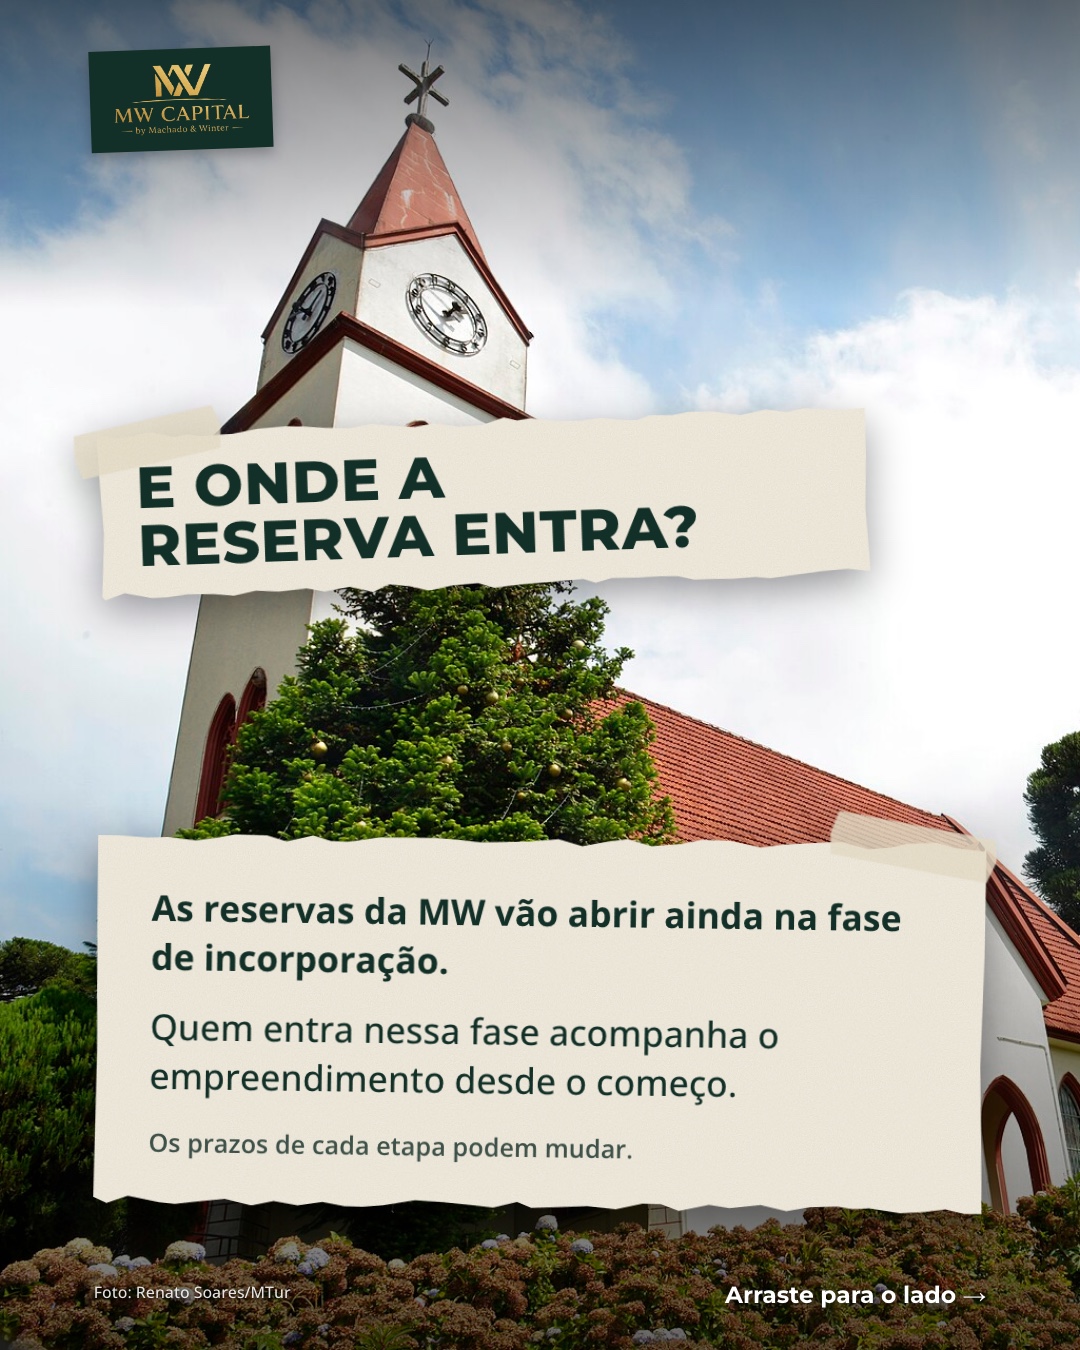 MW CAPITAL
by Machado & Winter
E ONDE A
RESERVA ENTRA?
As reservas da MW vão abrir ainda na fase
de incorporação.
Quem entra nessa fase acompanha o
empreendimento desde o começo.
Os prazos de cada etapa podem mudar.
Foto: Renato Soares/MTur
Arraste para o lado →